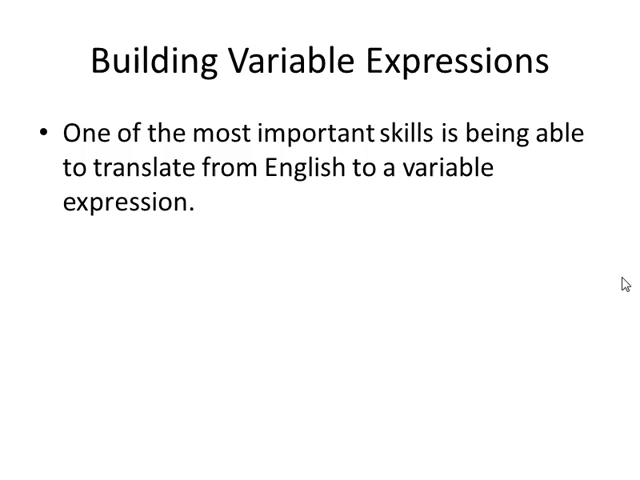 Building Variable Expressions
• One of the most important skills is being able
to translate from English to a variable
expression.